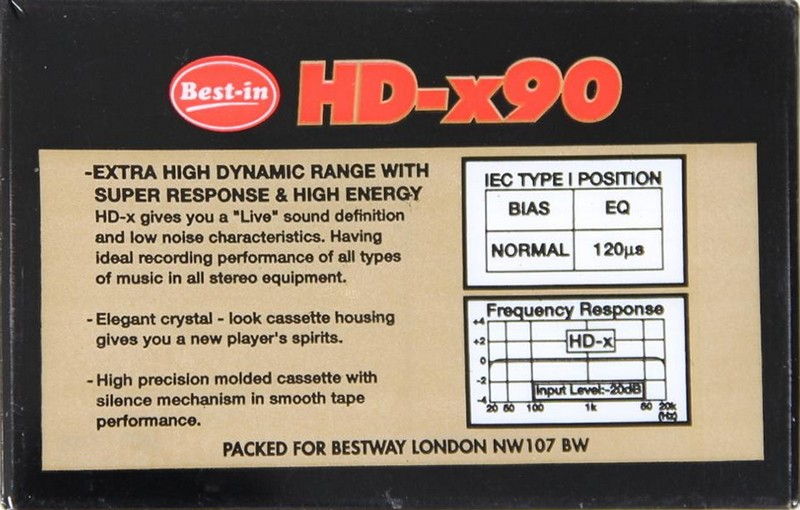 Best-in
HD-x90
-EXTRA HIGH DYNAMIC RANGE WITH
SUPER RESPONSE & HIGH ENERGY
HD-x gives you a "Live" sound definition
and low noise characteristics. Having
ideal recording performance of all types
of music in all stereo equipment.
- Elegant crystal - look cassette housing
gives you a new player's spirits.
- High precision molded cassette with
silence mechanism in smooth tape
performance.
IEC TYPE I POSITION
BIAS EQ
NORMAL 120µs
Frequency Response
+4
+2
0
-2
-4
HD-x
Input Level:-20dB
20 50 100 1k 50 20k
(Hz)
PACKED FOR BESTWAY LONDON NW107 BW